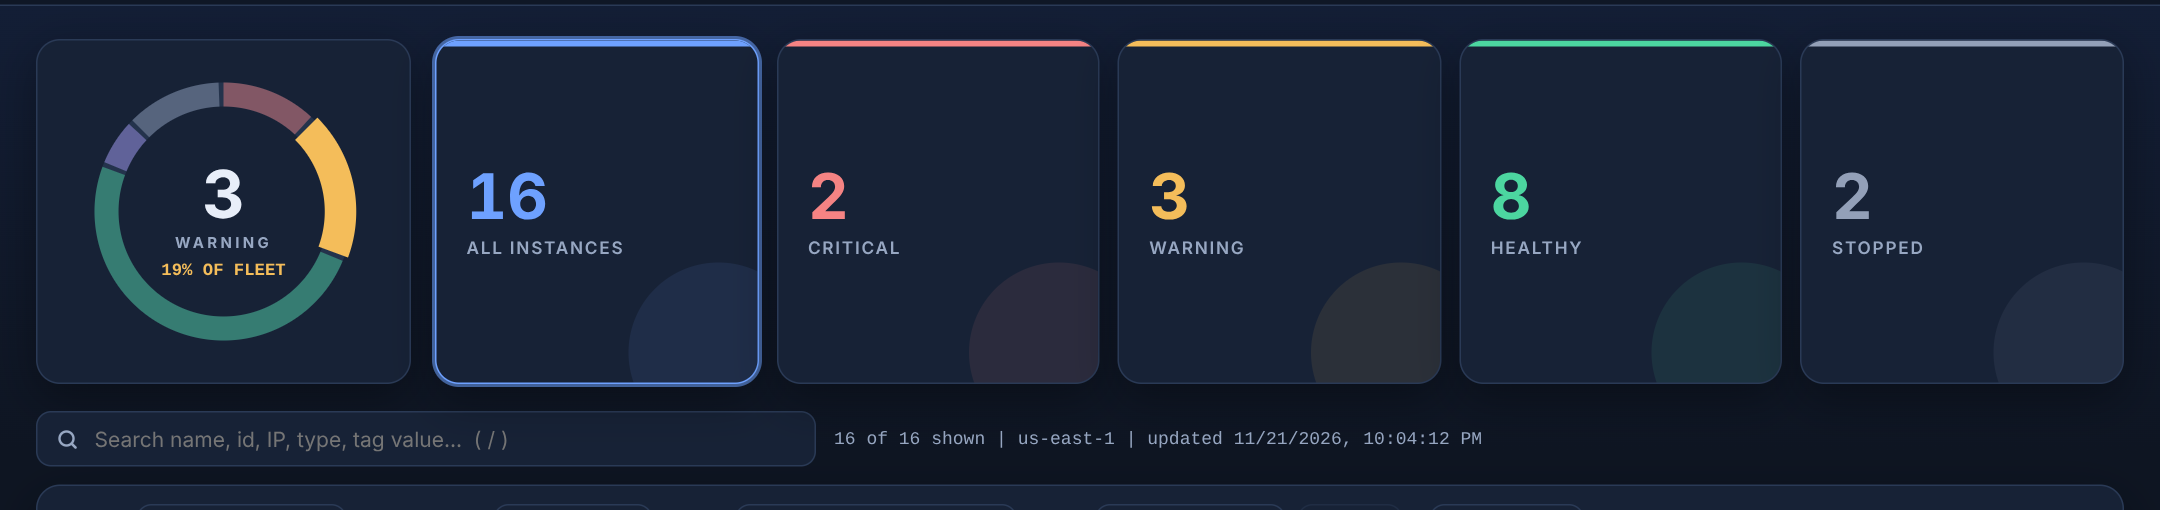 3
WARNING
19% OF FLEET
16
ALL INSTANCES
2
CRITICAL
3
WARNING
8
HEALTHY
2
STOPPED
Search name, id, IP, type, tag value... ( / )
16 of 16 shown | us-east-1 | updated 11/21/2026, 10:04:12 PM